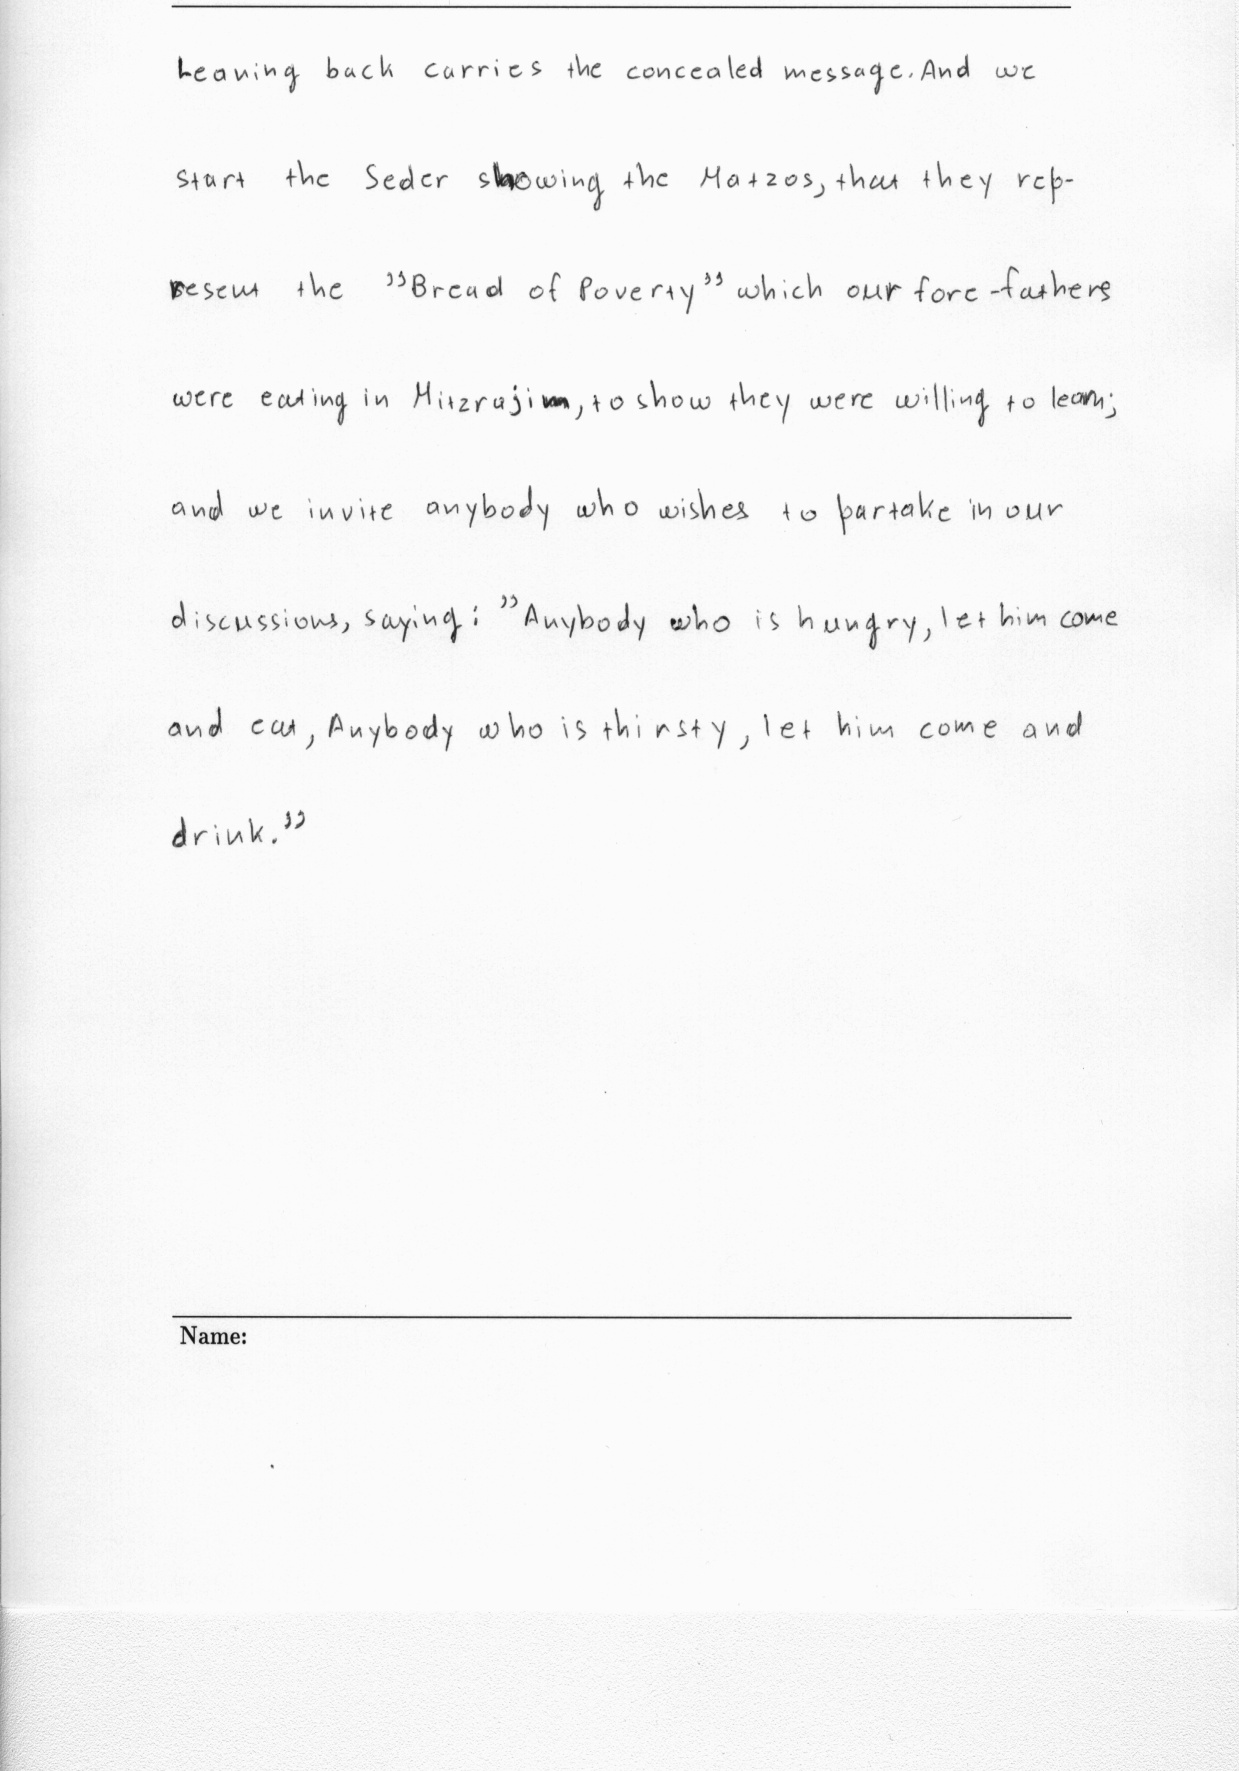 Leaning back carries the concealed message. And we
start the Seder showing the Matzos, that they rep-
resent the "Bread of Poverty" which our fore-fathers
were eating in Mitzrajim, to show they were willing to learn;
and we invite anybody who wishes to partake in our
discussions, saying: "Anybody who is hungry, let him come
and eat, Anybody who is thirsty, let him come and
drink."
Name: